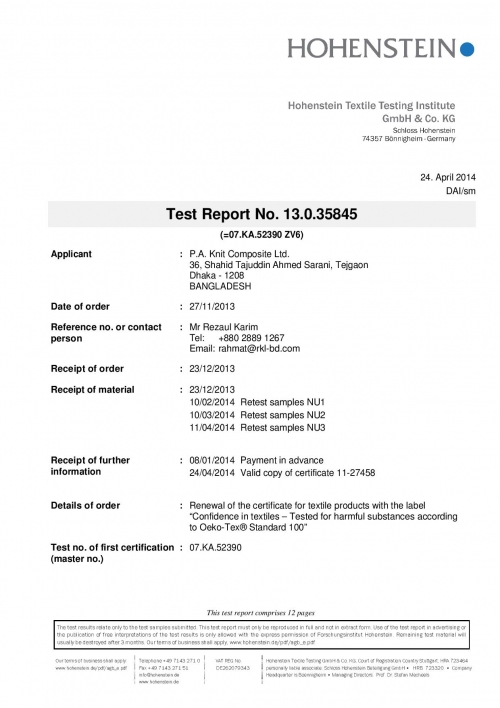 HOHENSTEIN
Hohenstein Textile Testing Institute
GmbH & Co. KG
Schloss Hohenstein
74357 Bönnigheim - Germany
24. April 2014
DAI/sm
Test Report No. 13.0.35845
(=07.KA.52390 ZV6)
Applicant : P.A. Knit Composite Ltd.
36, Shahid Tajuddin Ahmed Sarani, Tejgaon
Dhaka - 1208
BANGLADESH
Date of order : 27/11/2013
Reference no. or contact : Mr Rezaul Karim
person Tel: +880 2889 1267
Email: rahmat@rkl-bd.com
Receipt of order : 23/12/2013
Receipt of material : 23/12/2013
10/02/2014 Retest samples NU1
10/03/2014 Retest samples NU2
11/04/2014 Retest samples NU3
Receipt of further : 08/01/2014 Payment in advance
information 24/04/2014 Valid copy of certificate 11-27458
Details of order : Renewal of the certificate for textile products with the label
“Confidence in textiles – Tested for harmful substances according
to Oeko-Tex® Standard 100”
Test no. of first certification : 07.KA.52390
(master no.)
This test report comprises 12 pages
The test results relate only to the test samples submitted. This test report must only be reproduced in full and not in extract form. Use of the test report in advertising or
the publication of free interpretations of the test results is only allowed with the express permission of Forschungsinstitut Hohenstein. Remaining test material will
usually be destroyed after 3 months. Our terms of business shall apply, www.hohenstein.de/pdf/agb_e.pdf
Our terms of business shall apply. Telephone +49 7143 271 0 VAT REG No. Hohenstein Textile Testing GmbH & Co. KG, Court of Registration County Stuttgart, HRA 723464
www.hohenstein.de/pdf/agb_e.pdf Fax +49 7143 271 51 personally liable associate: Schloss Hohenstein Beteiligung GmbH • HRB 723320 • Company
info@hohenstein.de Headquarter is Bönnigheim • Managing Directors: Prof. Dr. Stefan Mecheels
www.hohenstein.de